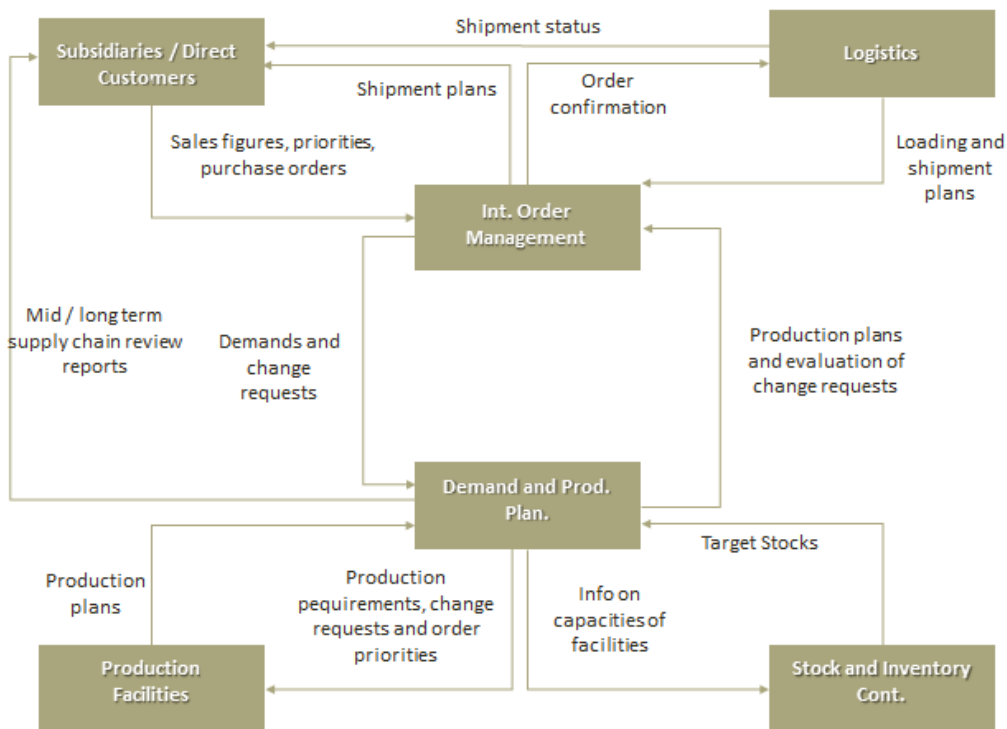 Shipment status
Subsidiaries / Direct
Customers
Logistics
Shipment plans
Order
confirmation
Sales figures, priorities,
purchase orders
Loading and
shipment
plans
Int. Order
Management
Mid / long term
supply chain review
reports
Demands and
change
requests
Production plans
and evaluation of
change requests
Demand and Prod.
Plan.
Target Stocks
Production
plans
Production
pequirements, change
requests and order
priorities
Info on
capacities of
facilities
Production
Facilities
Stock and Inventory
Cont.